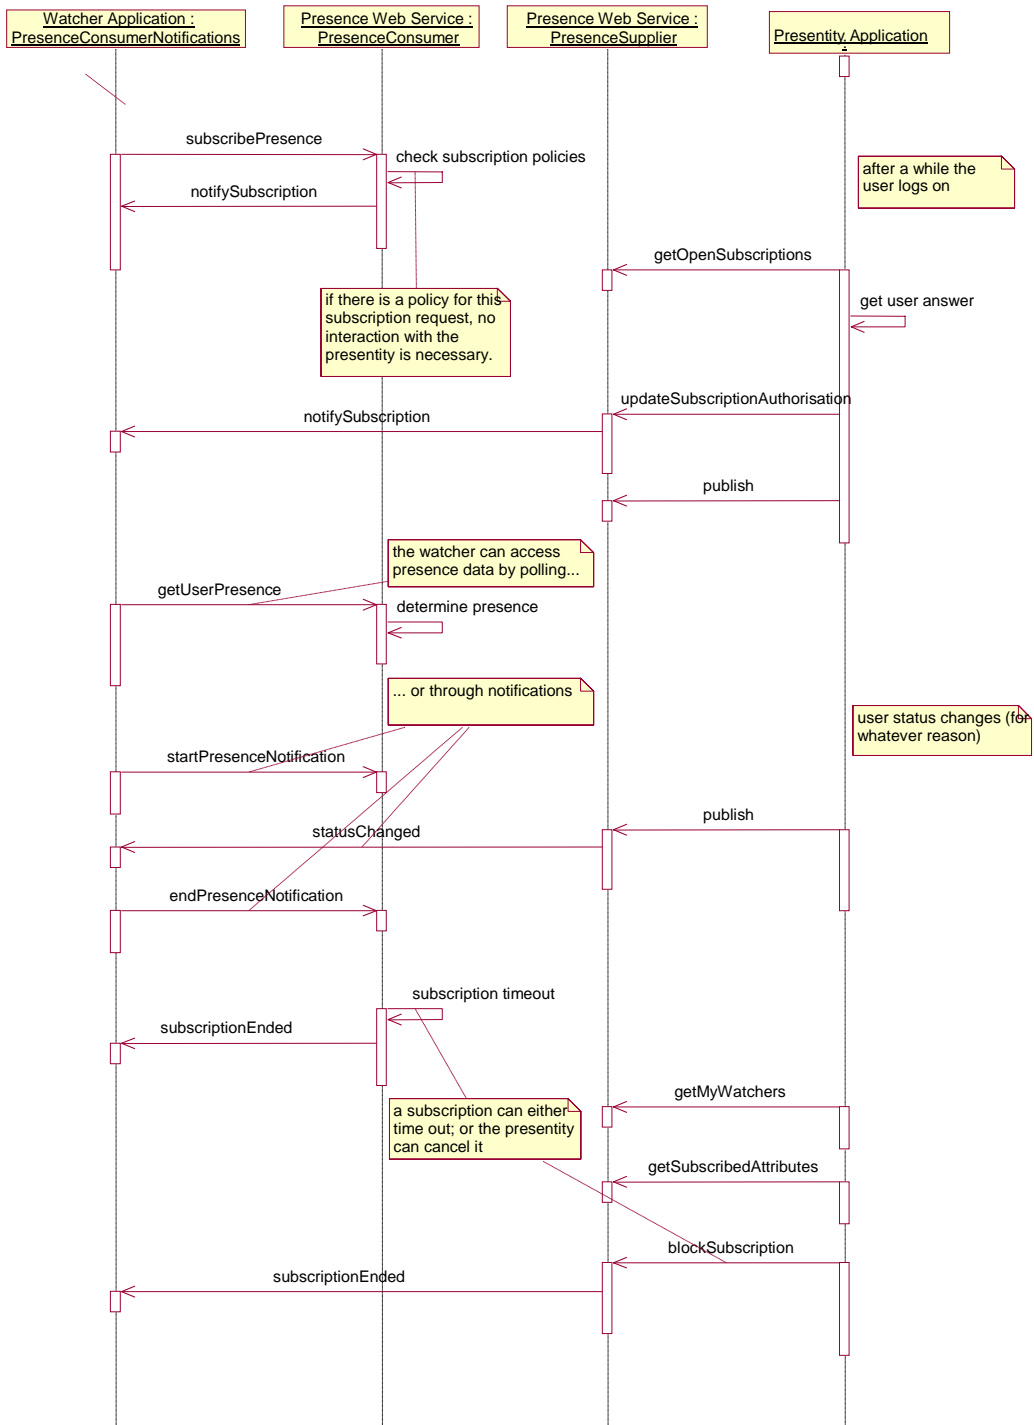 Watcher Application :
PresenceConsumerNotifications
Presence Web Service :
PresenceConsumer
Presence Web Service :
PresenceSupplier
Presentity Application
:
subscribePresence
check subscription policies
after a while the
user logs on
notifySubscription
getOpenSubscriptions
if there is a policy for this
subscription request, no
interaction with the
presentity is necessary.
get user answer
updateSubscriptionAuthorisation
notifySubscription
publish
the watcher can access
presence data by polling...
getUserPresence
determine presence
... or through notifications
user status changes (for
whatever reason)
startPresenceNotification
publish
statusChanged
endPresenceNotification
subscription timeout
subscriptionEnded
getMyWatchers
a subscription can either
time out; or the presentity
can cancel it
getSubscribedAttributes
blockSubscription
subscriptionEnded